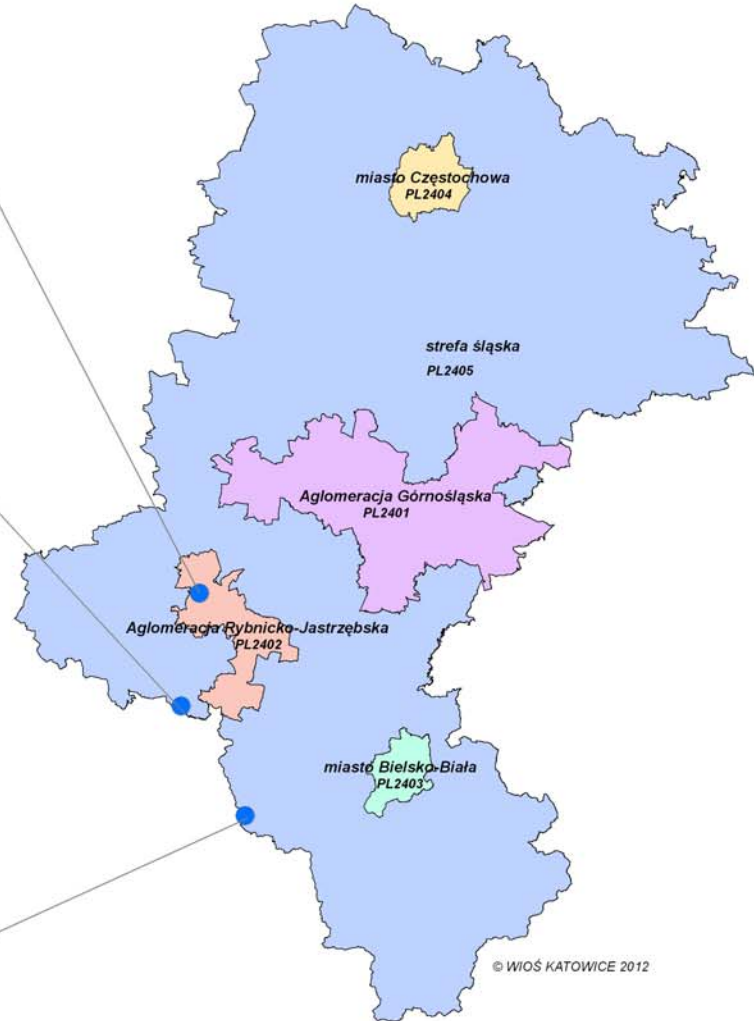 miasto Częstochowa
PL2404
strefa śląska
PL2405
Aglomeracja Górnośląska
PL2401
Aglomeracja Rybnicko-Jastrzębska
PL2402
miasto Bielsko-Biała
PL2403
© WIOŚ KATOWICE 2012